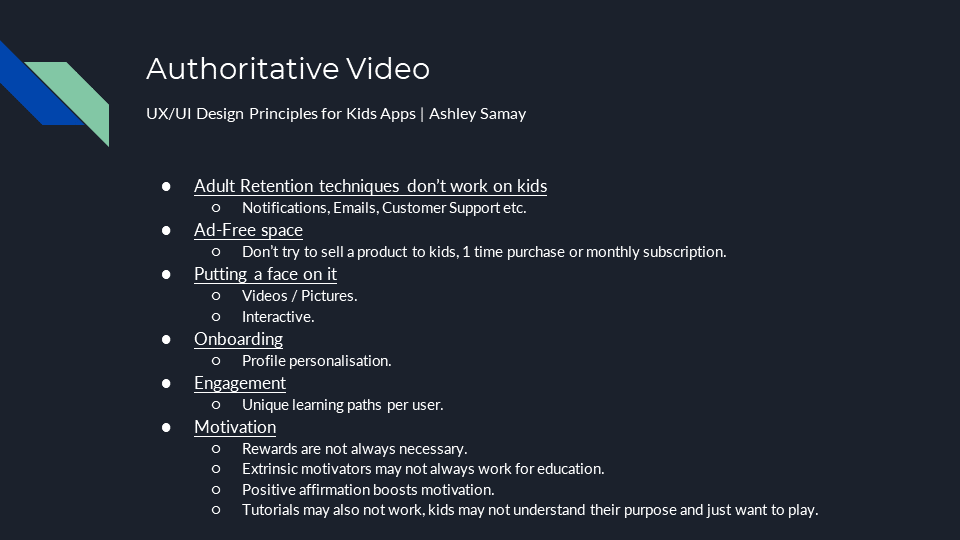 Authoritative Video
UX/UI Design Principles for Kids Apps | Ashley Samay
● Adult Retention techniques don't work on kids
○ Notifications, Emails, Customer Support etc.
● Ad-Free space
○ Don't try to sell a product to kids, 1 time purchase or monthly subscription.
● Putting a face on it
○ Videos / Pictures.
○ Interactive.
● Onboarding
○ Profile personalisation.
● Engagement
○ Unique learning paths per user.
● Motivation
○ Rewards are not always necessary.
○ Extrinsic motivators may not always work for education.
○ Positive affirmation boosts motivation.
○ Tutorials may also not work, kids may not understand their purpose and just want to play.